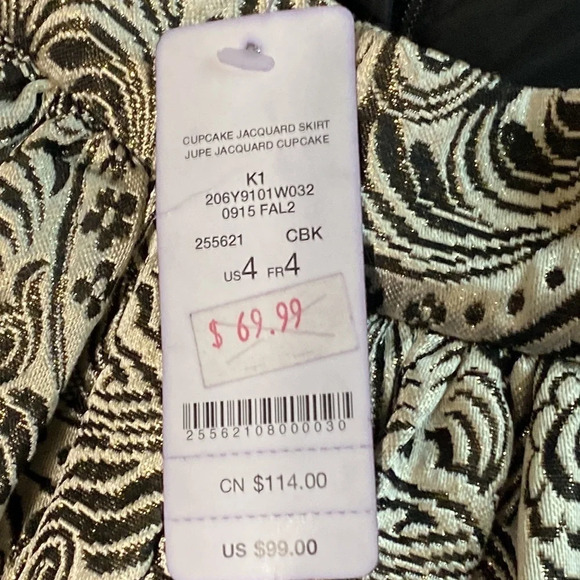 CUPCAKE JACQUARD SKIRT
JUPE JACQUARD CUPCAKE
K1
206Y9101W032
0915 FAL2
255621 CBK
US4 FR4
$ 69.99
25562108000030
CN $114.00
US $99.00